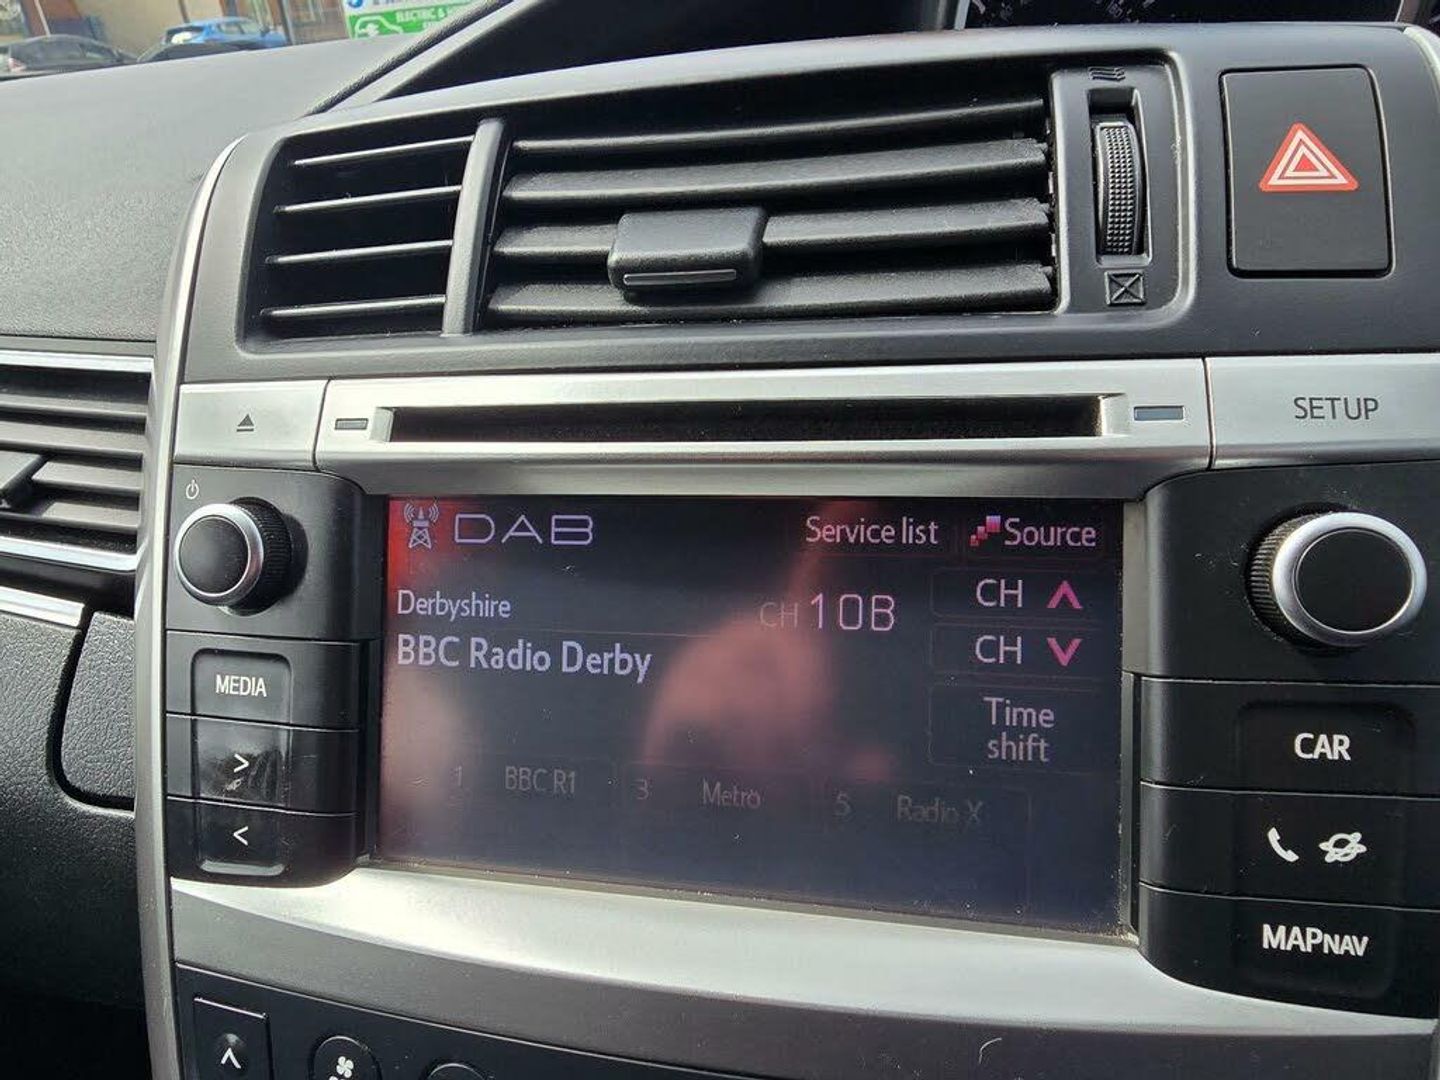 ELECTRIC & H
SETUP
DAB
Service list
Source
Derbyshire
CH 10B
CH
BBC Radio Derby
CH
MEDIA
Time
shift
CAR
>
1 BBC R1 3 Metro 5 Radio X
<
MAPNAV